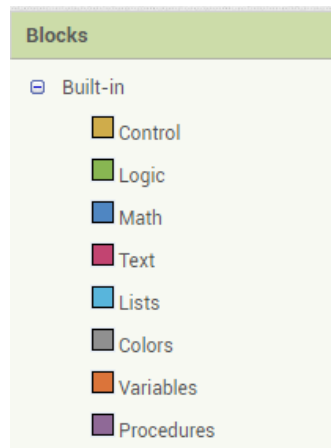 Blocks
Built-in
Control
Logic
Math
Text
Lists
Colors
Variables
Procedures